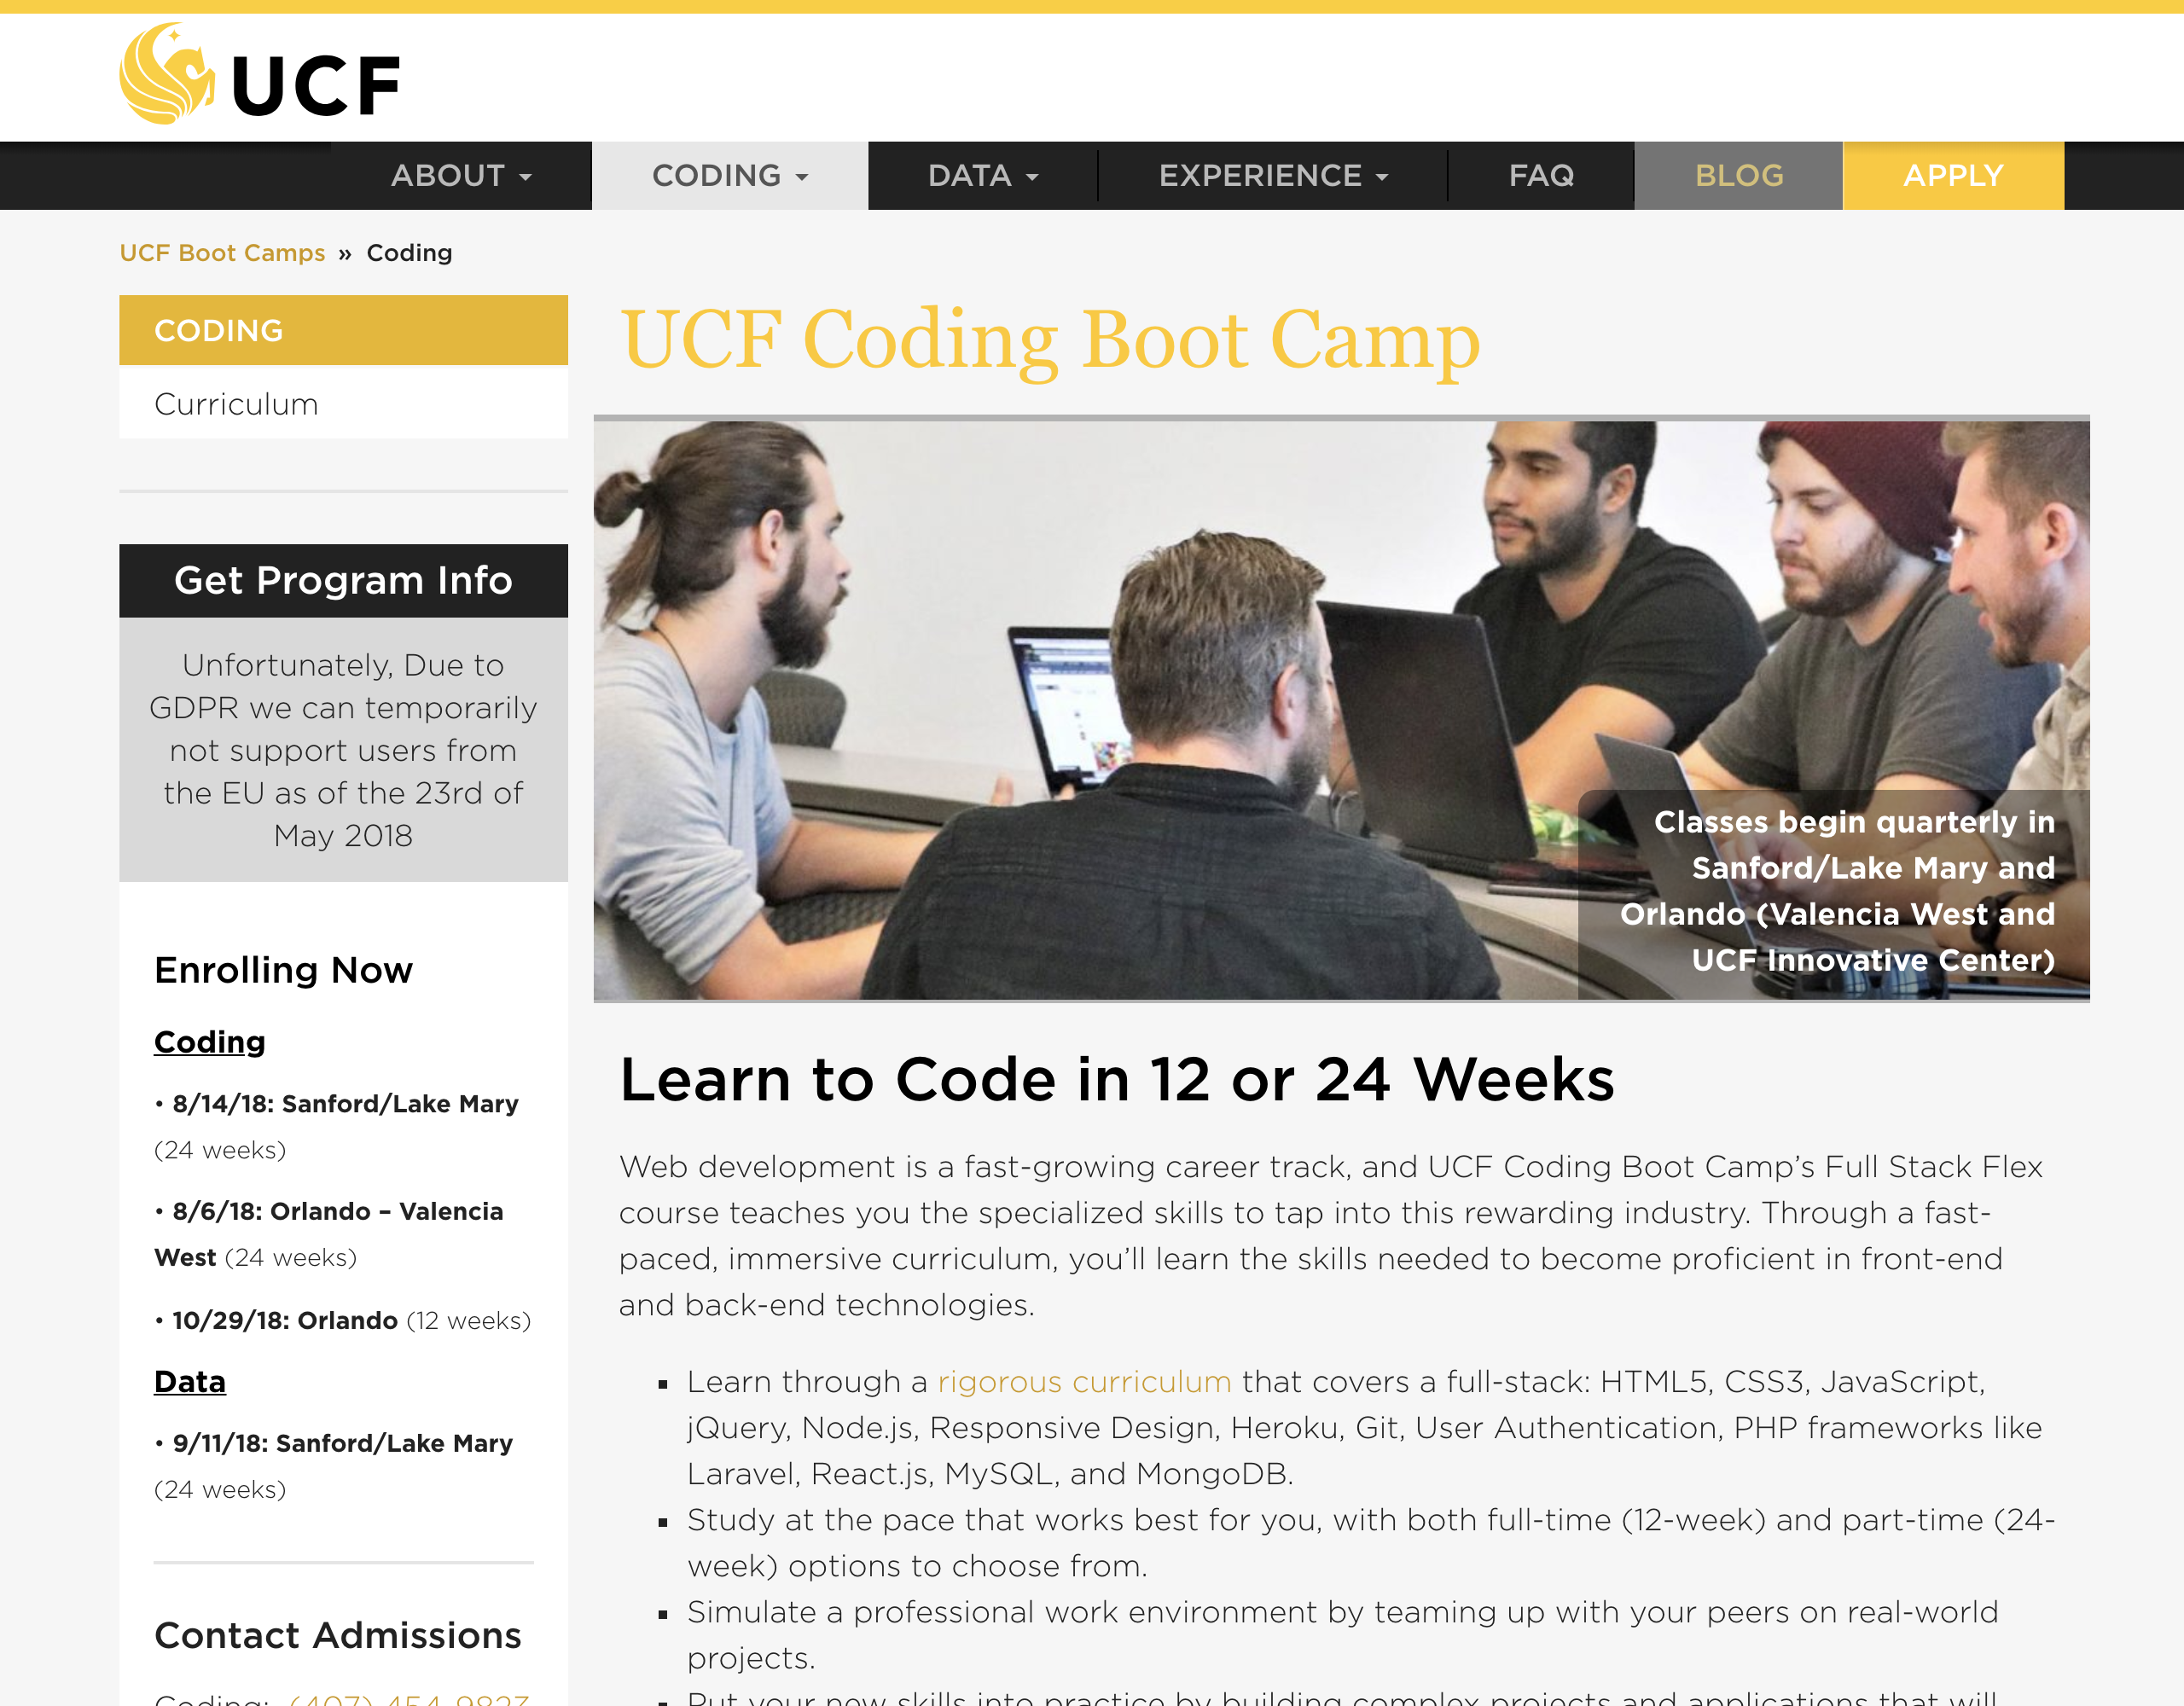 UCF
ABOUT
CODING
DATA
EXPERIENCE
FAQ
BLOG
APPLY
UCF Boot Camps » Coding
CODING
Curriculum
Get Program Info
Unfortunately, Due to
GDPR we can temporarily
not support users from
the EU as of the 23rd of
May 2018
Enrolling Now
Coding
• 8/14/18: Sanford/Lake Mary
(24 weeks)
• 8/6/18: Orlando – Valencia
West (24 weeks)
• 10/29/18: Orlando (12 weeks)
Data
• 9/11/18: Sanford/Lake Mary
(24 weeks)
Contact Admissions
Coding: (407) 454-9823
UCF Coding Boot Camp
Classes begin quarterly in
Sanford/Lake Mary and
Orlando (Valencia West and
UCF Innovative Center)
Learn to Code in 12 or 24 Weeks
Web development is a fast-growing career track, and UCF Coding Boot Camp’s Full Stack Flex
course teaches you the specialized skills to tap into this rewarding industry. Through a fast-
paced, immersive curriculum, you’ll learn the skills needed to become proficient in front-end
and back-end technologies.
▪ Learn through a rigorous curriculum that covers a full-stack: HTML5, CSS3, JavaScript,
jQuery, Node.js, Responsive Design, Heroku, Git, User Authentication, PHP frameworks like
Laravel, React.js, MySQL, and MongoDB.
▪ Study at the pace that works best for you, with both full-time (12-week) and part-time (24-
week) options to choose from.
▪ Simulate a professional work environment by teaming up with your peers on real-world
projects.
▪ Put your new skills into practice by building complex projects and applications that will